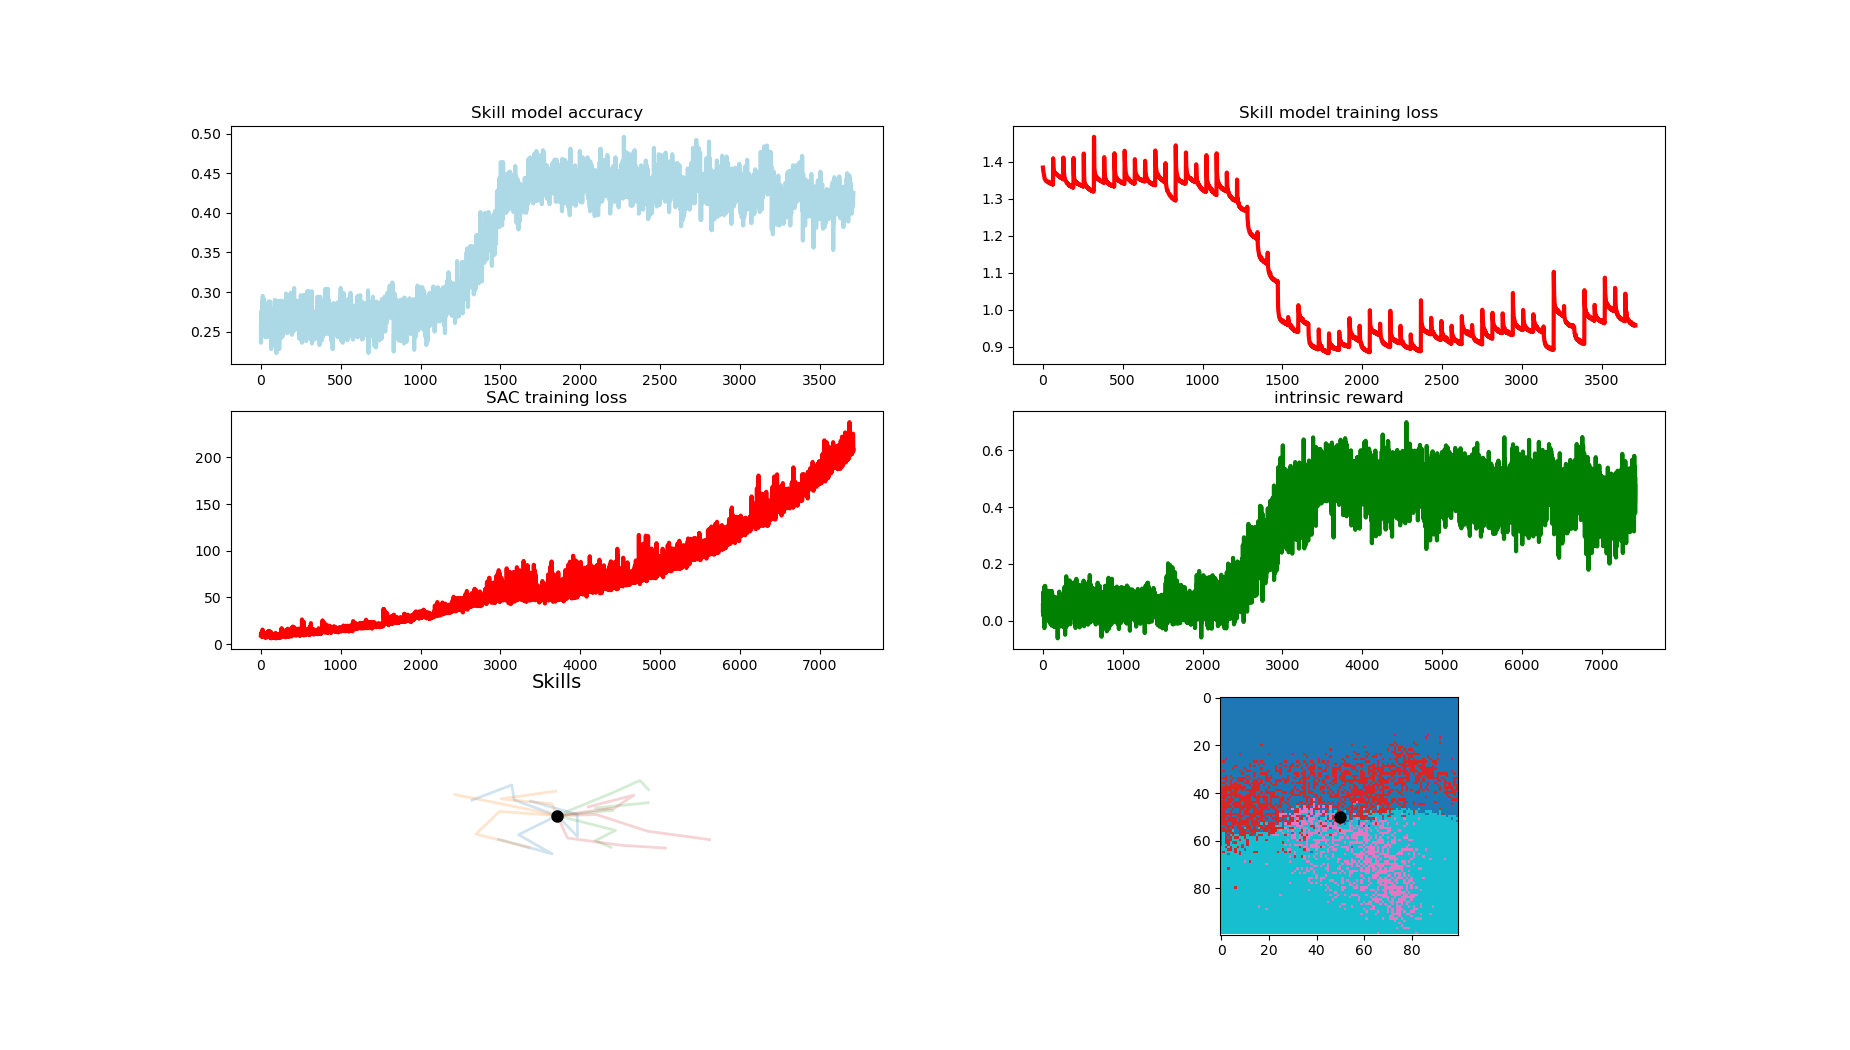 Skill model accuracy
0.50
0.45
0.40
0.35
0.30
0.25
0 500 1000 1500 2000 2500 3000 3500
Skill model training loss
1.4
1.3
1.2
1.1
1.0
0.9
0 500 1000 1500 2000 2500 3000 3500
SAC training loss
200
150
100
50
0
0 1000 2000 3000 4000 5000 6000 7000
intrinsic reward
0.6
0.4
0.2
0.0
0 1000 2000 3000 4000 5000 6000 7000
Skills
0
20
40
60
80
0 20 40 60 80